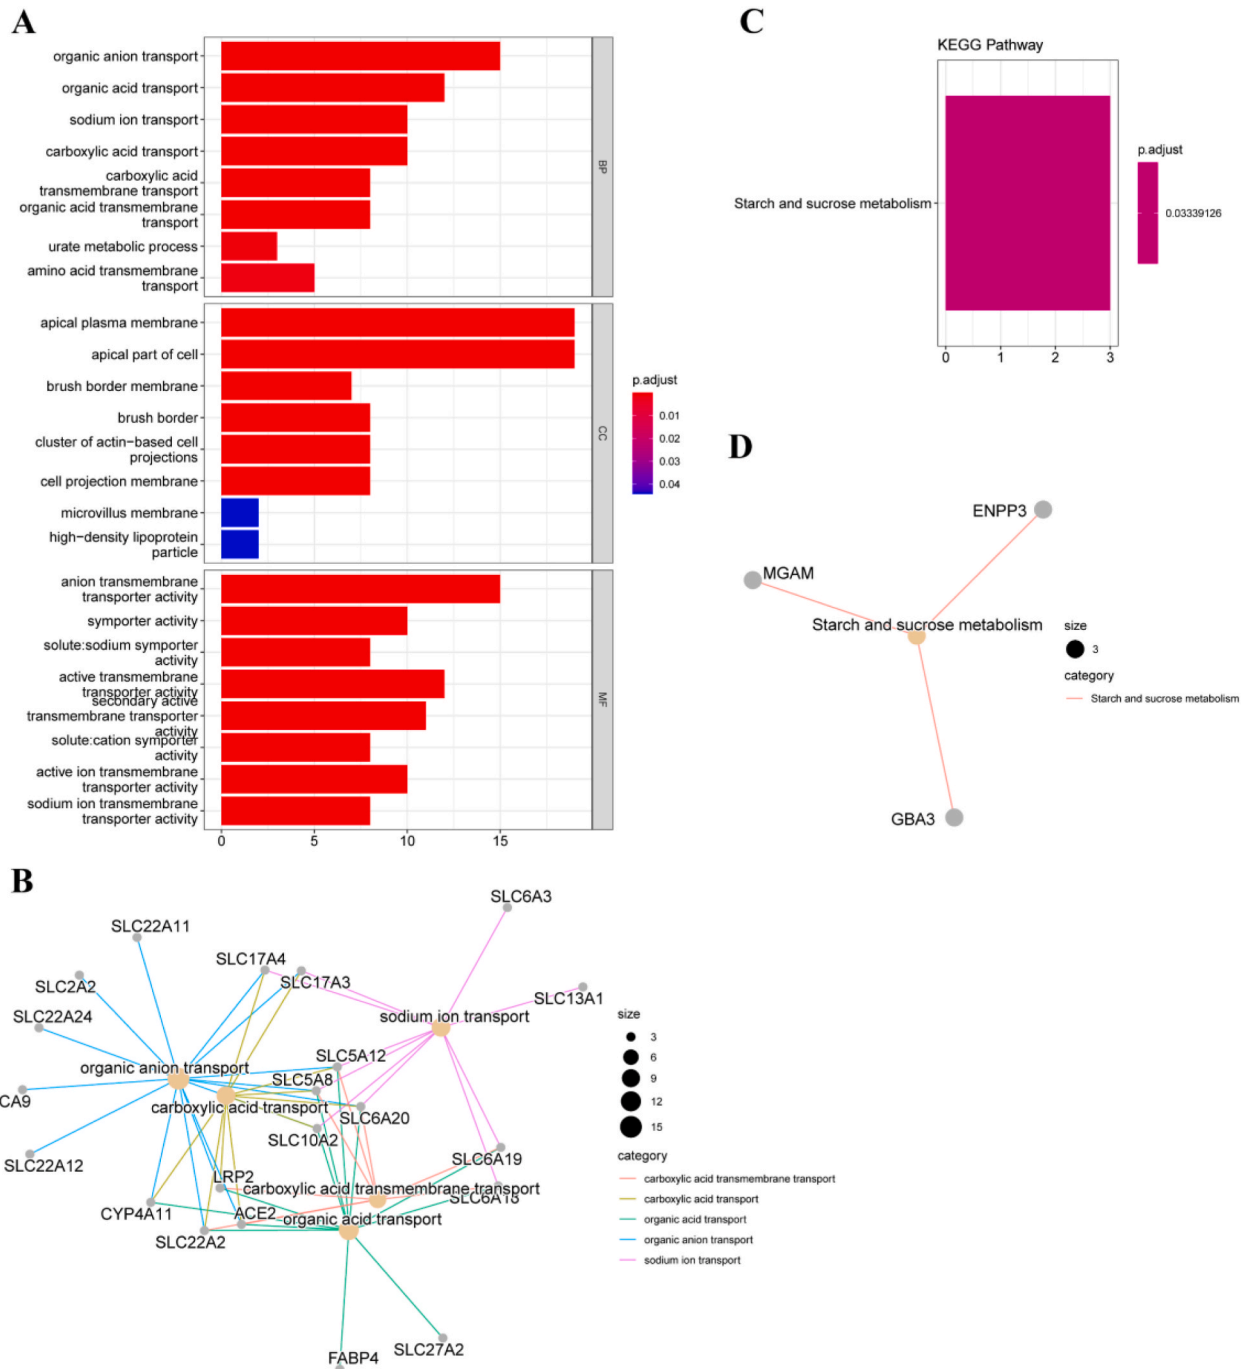 A
organic anion transport
organic acid transport
sodium ion transport
carboxylic acid transport
carboxylic acid
transmembrane transport
organic acid transmembrane
transport
urate metabolic process
amino acid transmembrane
transport
BP
apical plasma membrane
apical part of cell
brush border membrane
brush border
cluster of actin−based cell
projections
cell projection membrane
microvillus membrane
high−density lipoprotein
particle
CC
anion transmembrane
transporter activity
symporter activity
solute:sodium symporter
activity
active transmembrane
transporter activity
secondary active
transmembrane transporter
activity
solute:cation symporter
activity
active ion transmembrane
transporter activity
sodium ion transmembrane
transporter activity
MF
0 5 10 15
p.adjust
0.01
0.02
0.03
0.04
C
KEGG Pathway
Starch and sucrose metabolism
0 1 2 3
p.adjust
0.03339126
D
ENPP3
MGAM
Starch and sucrose metabolism
GBA3
size
3
category
Starch and sucrose metabolism
B
SLC6A3
SLC22A11
SLC17A4
SLC17A3
SLC2A2
SLC13A1
SLC22A24
sodium ion transport
SLC5A12
organic anion transport
SLC5A8
CA9
carboxylic acid transport
SLC6A20
SLC10A2
SLC22A12
SLC6A19
LRP2
carboxylic acid transmembrane transport
SLC6A13
CYP4A11
ACE2
organic acid transport
SLC22A2
SLC27A2
FABP4
size
3
6
9
12
15
category
carboxylic acid transmembrane transport
carboxylic acid transport
organic acid transport
organic anion transport
sodium ion transport